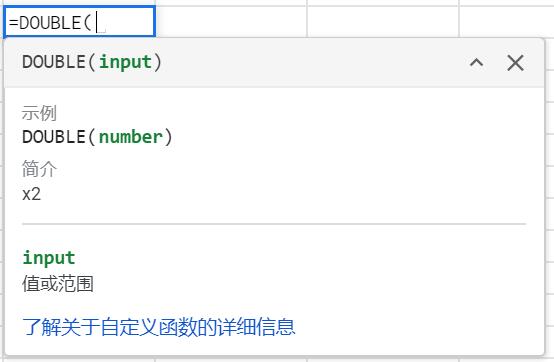 =DOUBLE(
DOUBLE(input)
示例
DOUBLE(number)
简介
x2
input
值或范围
了解关于自定义函数的详细信息